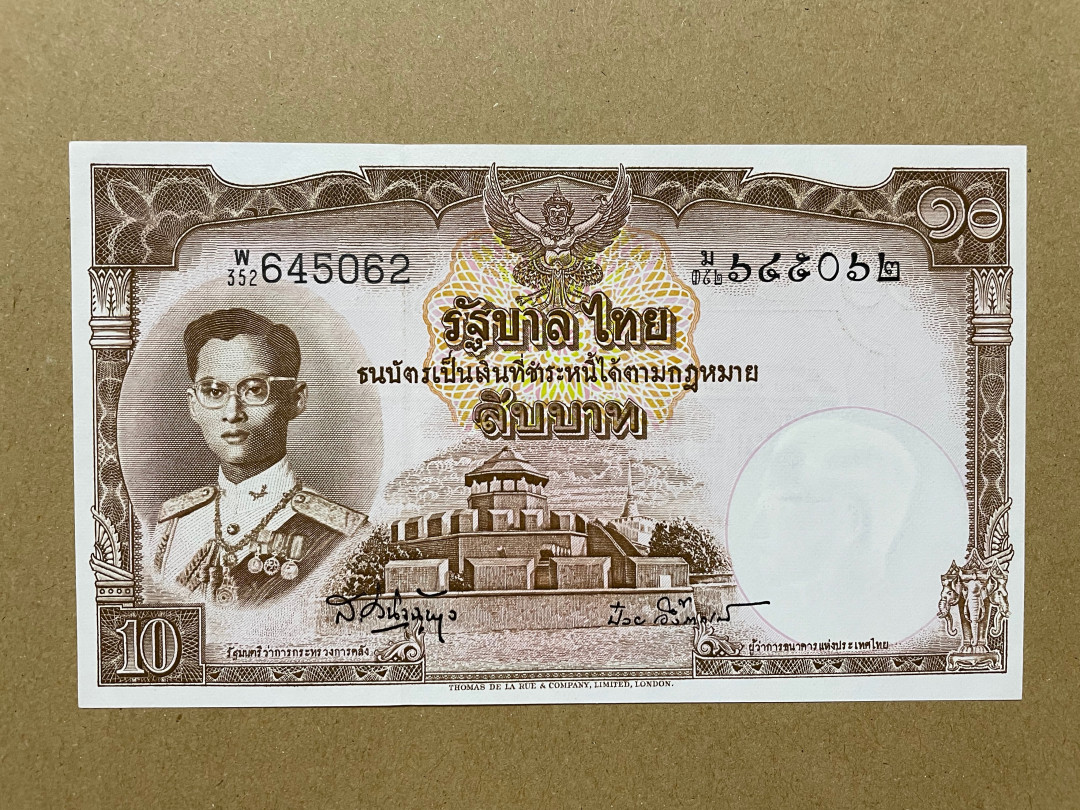 ๑๐
W
352 645062
ม
๓๕๒ ๖๔๕๐๖๒
รัฐบาลไทย
ธนบัตรเป็นเงินที่ชำระหนี้ได้ตามกฎหมาย
สิบบาท
10
รัฐมนตรีว่าการกระทรวงการคลัง
ผู้ว่าการธนาคารแห่งประเทศไทย
THOMAS DE LA RUE & COMPANY, LIMITED, LONDON.